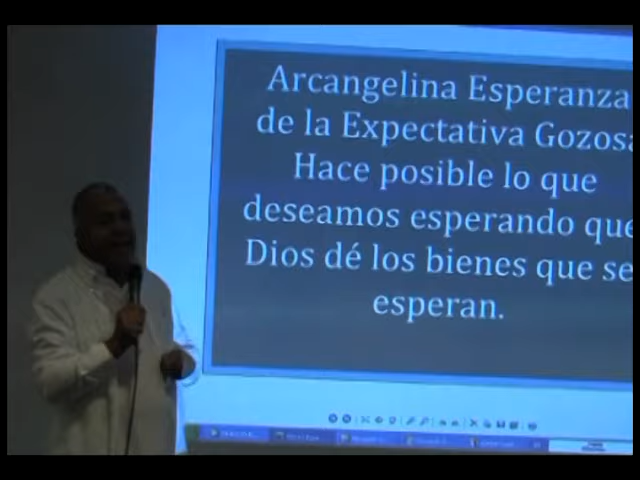 Arcangelina Esperanza
de la Expectativa Gozosa
Hace posible lo que
deseamos esperando que
Dios dé los bienes que se
esperan.